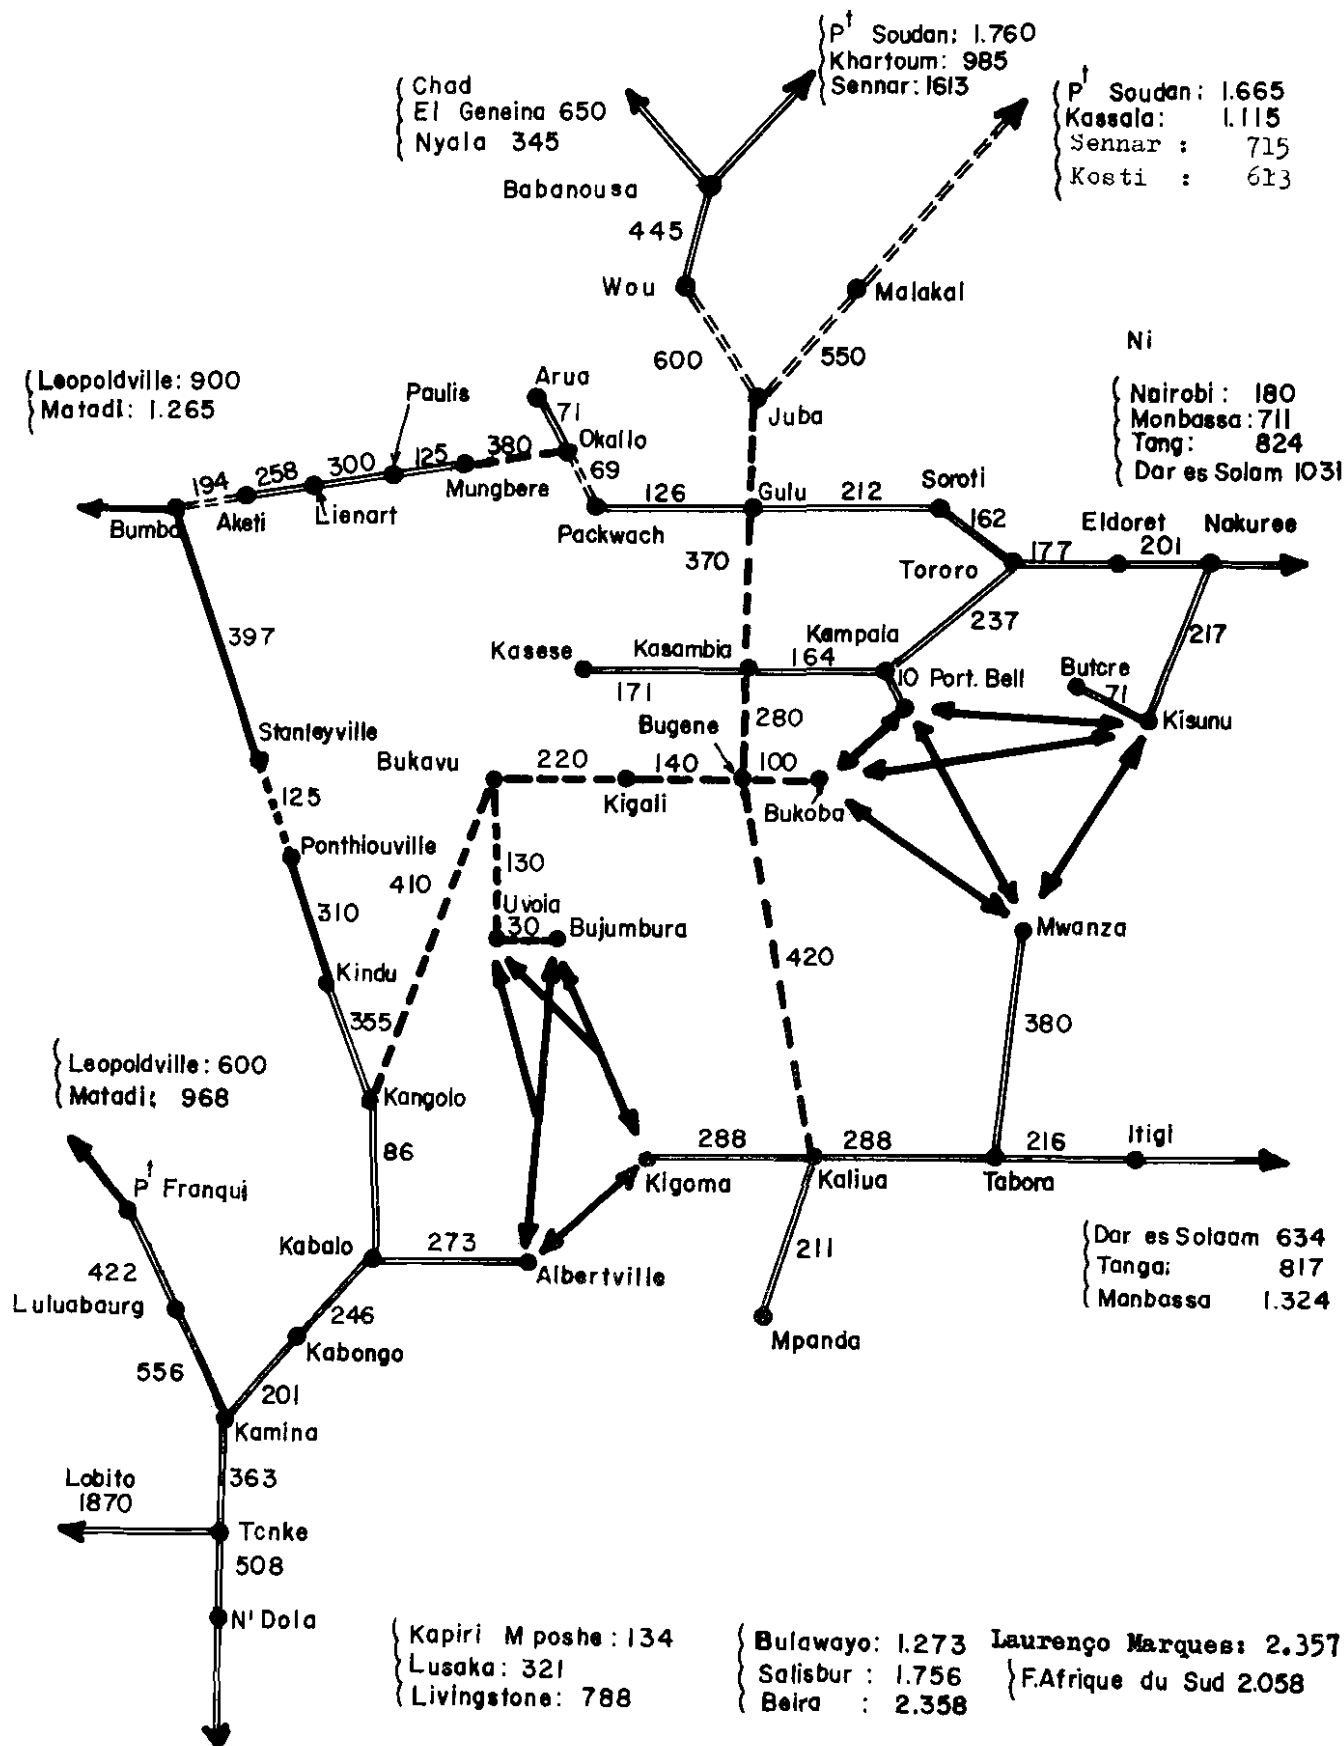 Pt Soudan: 1.760
Khartoum: 985
Sennar: 1613
Chad
El Geneina 650
Nyala 345
Pt Soudan: 1.665
Kassala: 1.115
Sennar : 715
Kosti : 613
Babanousa
445
Wou
Malakal
600
550
Ni
Leopoldville: 900
Matadi: 1.265
Paulis
Arua
71
Juba
Nairobi: 180
Monbassa: 711
Tang: 824
Dar es Solam 1031
Okallo
380
69
194
258
300
125
Mungbere
Bumba
Aketi
Lienart
Packwach
126
Gulu
212
Soroti
162
Eldoret
Nakuree
370
Tororo
177
201
397
237
217
Kasese
Kasambia
Kampala
164
171
10
Port. Bell
Butcre
71
Kisunu
280
Stanleyville
Bukavu
220
140
Bugene
100
Kigali
Bukoba
125
Ponthiouville
410
130
310
Uvola
30
Bujumbura
Mwanza
420
Kindu
355
380
Leopoldville: 600
Matadi: 968
Kangolo
86
288
288
216
Itigi
Kigoma
Kaliua
Tabora
Pt Franqui
Kabalo
273
Albertville
211
Dar es Solaam 634
Tanga: 817
Manbassa 1.324
422
Luluabaurg
246
Kabongo
Mpanda
556
201
Kamina
363
Lobito
1870
Tcnke
508
N' Dola
Kapiri M poshe: 134
Lusaka: 321
Livingstone: 788
Bulawayo: 1.273
Salisbur : 1.756
Beira : 2.358
Laurenço Marques: 2.357
F.Afrique du Sud 2.058